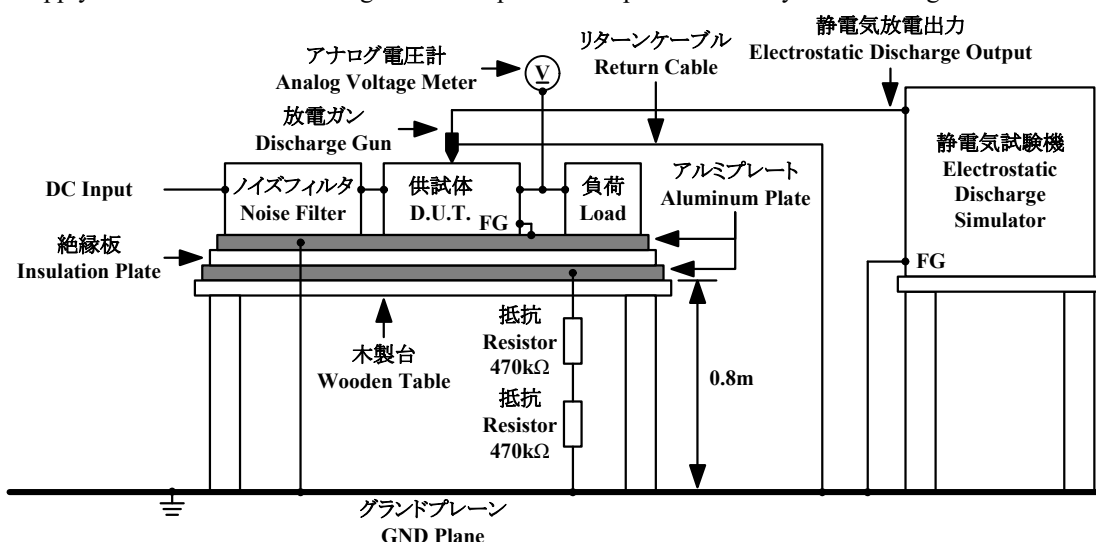 静電気放電出力
Electrostatic Discharge Output
リターンケーブル
Return Cable
アナログ電圧計
Analog Voltage Meter
V
放電ガン
Discharge Gun
静電気試験機
Electrostatic
Discharge
Simulator
アルミプレート
Aluminum Plate
DC Input
ノイズフィルタ
Noise Filter
供試体
D.U.T.
FG
負荷
Load
絶縁板
Insulation Plate
FG
抵抗
Resistor
470kΩ
木製台
Wooden Table
0.8m
抵抗
Resistor
470kΩ
グランドプレーン
GND Plane